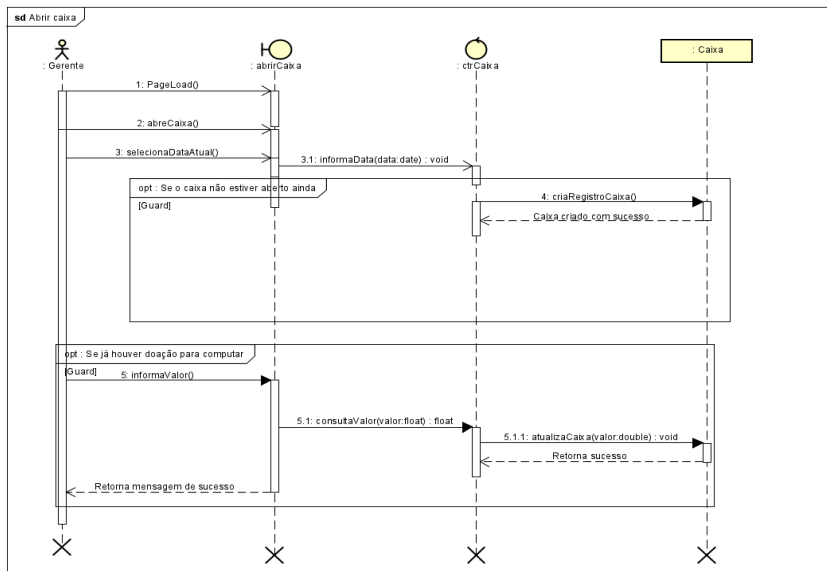 sd Abrir caixa
: Gerente
: abrirCaixa
: ctrCaixa
: Caixa
1: PageLoad()
2: abreCaixa()
3: selecionaDataAtual()
3.1: informaData(data:date) : void
opt : Se o caixa não estiver aberto ainda
[Guard]
4: criaRegistroCaixa()
Caixa criado com sucesso
opt : Se já houver doação para computar
[Guard]
5: informaValor()
5.1: consultaValor(valor:float) : float
5.1.1: atualizaCaixa(valor:double) : void
Retorna sucesso
Retorna mensagem de sucesso